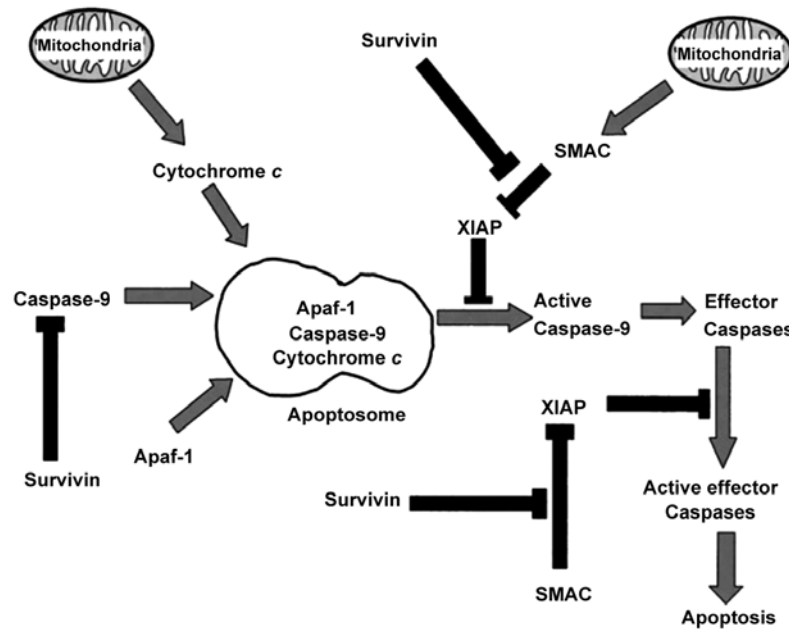 Mitochondria
Survivin
Mitochondria
SMAC
Cytochrome c
XIAP
Caspase-9
Apaf-1
Caspase-9
Cytochrome c
Apoptosome
Active
Caspase-9
Effector
Caspases
XIAP
Apaf-1
Survivin
Survivin
Active effector
Caspases
SMAC
Apoptosis